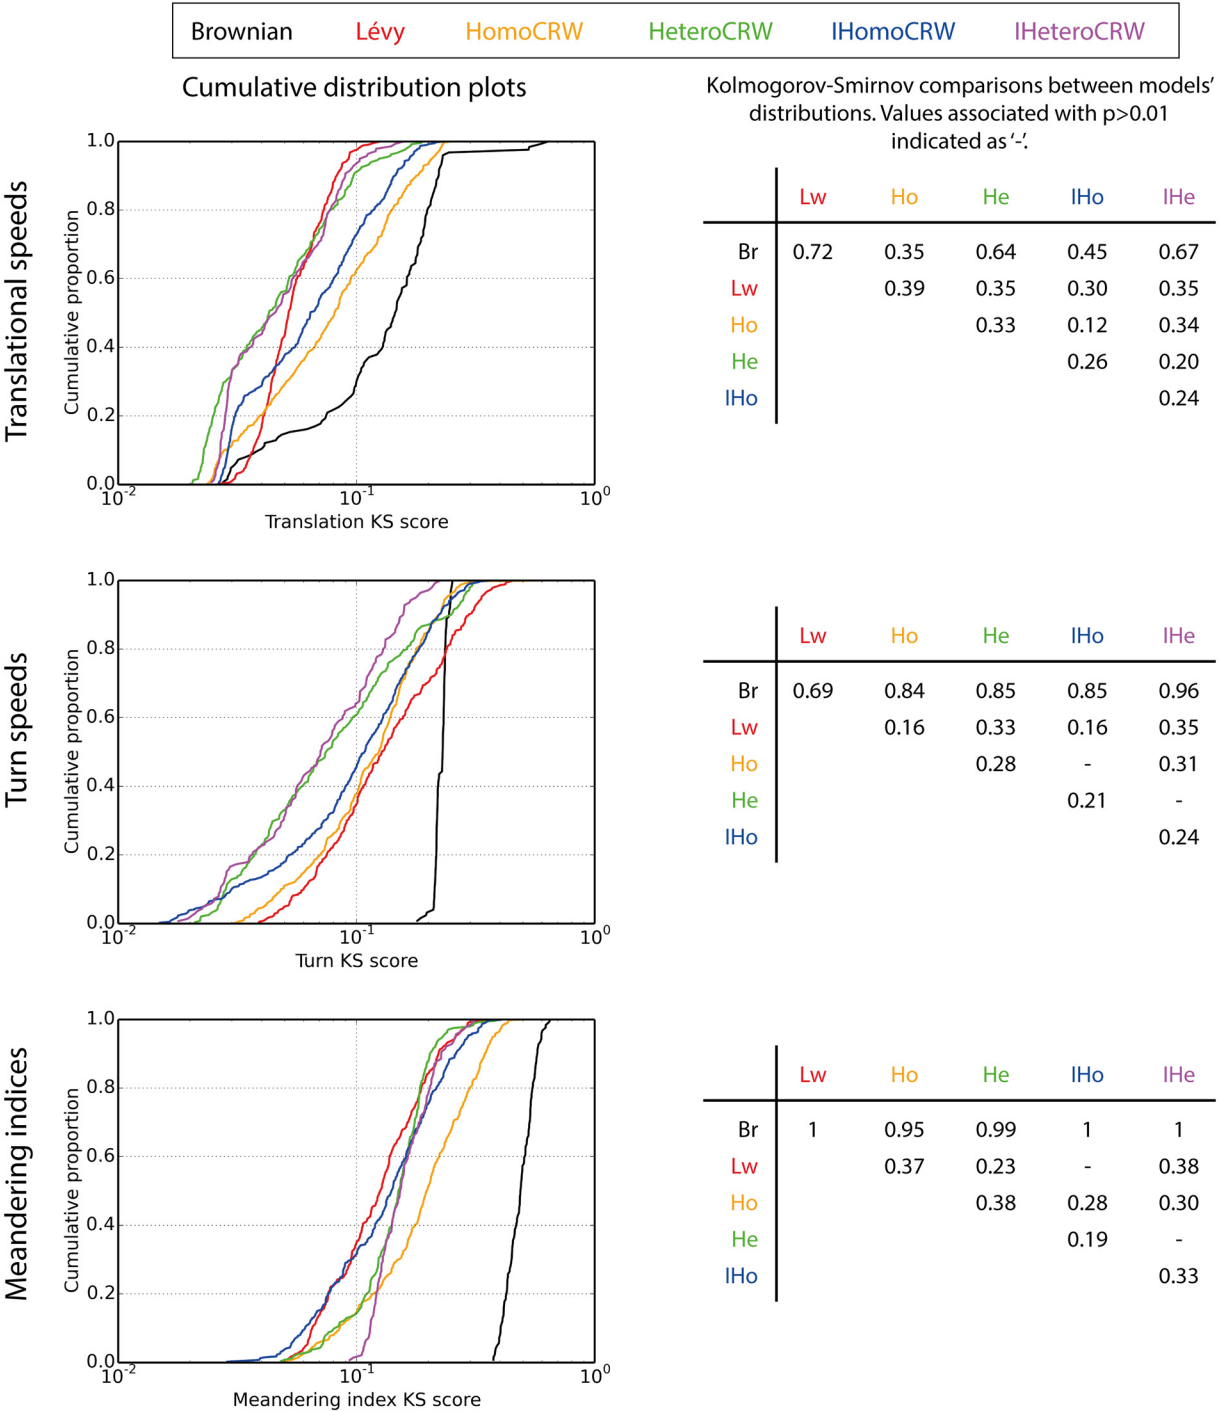 Brownian Lévy HomoCRW HeteroCRW IHomoCRW IHeteroCRW
Cumulative distribution plots
Kolmogorov-Smirnov comparisons between models'
distributions. Values associated with p>0.01
indicated as '-'.
Translational speeds
Cumulative proportion
1.0
0.8
0.6
0.4
0.2
0.0
10-2 10-1 100
Translation KS score
Lw Ho He IHo IHe
Br 0.72 0.35 0.64 0.45 0.67
Lw 0.39 0.35 0.30 0.35
Ho 0.33 0.12 0.34
He 0.26 0.20
IHo 0.24
Turn speeds
Cumulative proportion
1.0
0.8
0.6
0.4
0.2
0.0
10-2 10-1 100
Turn KS score
Lw Ho He IHo IHe
Br 0.69 0.84 0.85 0.85 0.96
Lw 0.16 0.33 0.16 0.35
Ho 0.28 - 0.31
He 0.21 -
IHo 0.24
Meandering indices
Cumulative proportion
1.0
0.8
0.6
0.4
0.2
0.0
10-2 10-1 100
Meandering index KS score
Lw Ho He IHo IHe
Br 1 0.95 0.99 1 1
Lw 0.37 0.23 - 0.38
Ho 0.38 0.28 0.30
He 0.19 -
IHo 0.33